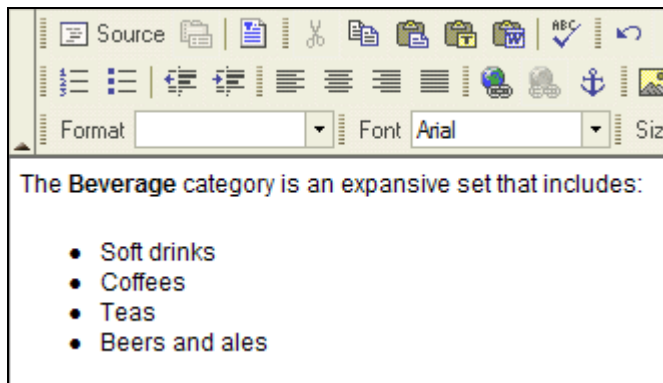 Source
ABC
Format
Font Arial
Siz
The Beverage category is an expansive set that includes:
Soft drinks
Coffees
Teas
Beers and ales